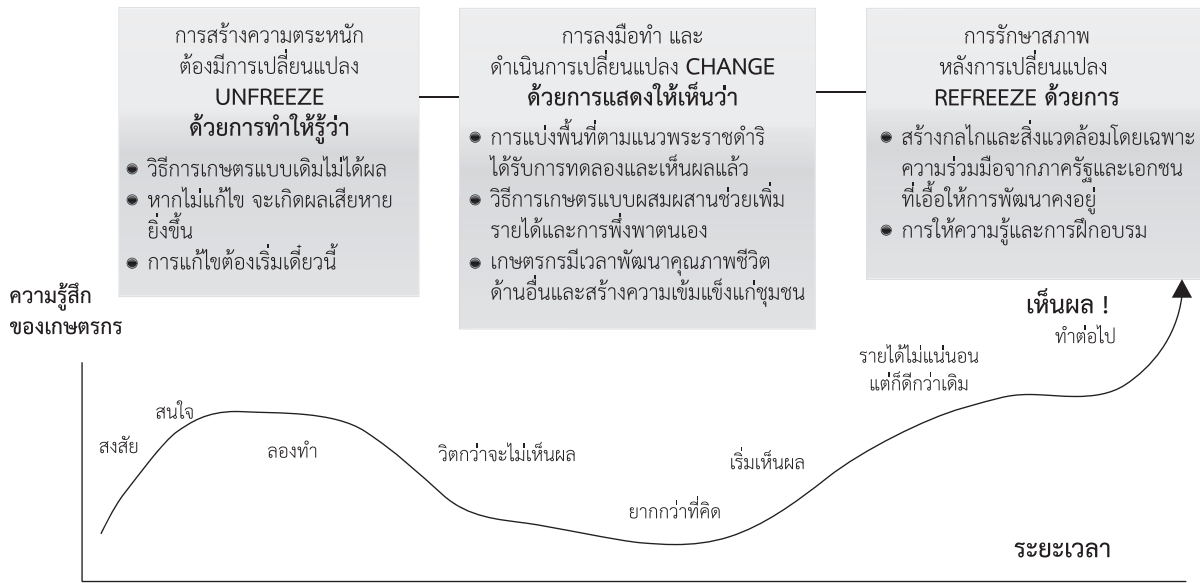 การสร้างความตระหนัก
ต้องมีการเปลี่ยนแปลง
UNFREEZE
ด้วยการทำให้รู้ว่า
วิธีการเกษตรแบบเดิมไม่ได้ผล
หากไม่แก้ไข จะเกิดผลเสียหาย
ยิ่งขึ้น
การแก้ไขต้องเริ่มเดี๋ยวนี้
การลงมือทำ และ
ดำเนินการเปลี่ยนแปลง CHANGE
ด้วยการแสดงให้เห็นว่า
การแบ่งพื้นที่ตามแนวพระราชดำริ
ได้รับการทดลองและเห็นผลแล้ว
วิธีการเกษตรแบบผสมผสานช่วยเพิ่ม
รายได้และการพึ่งพาตนเอง
เกษตรกรมีเวลาพัฒนาคุณภาพชีวิต
ด้านอื่นและสร้างความเข้มแข็งแก่ชุมชน
การรักษาสภาพ
หลังการเปลี่ยนแปลง
REFREEZE ด้วยการ
สร้างกลไกและสิ่งแวดล้อมโดยเฉพาะ
ความร่วมมือจากภาครัฐและเอกชน
ที่เอื้อให้การพัฒนาคงอยู่
การให้ความรู้และการฝึกอบรม
ความรู้สึก
ของเกษตรกร
สงสัย
สนใจ
ลองทำ
วิตกว่าจะไม่เห็นผล
ยากกว่าที่คิด
เริ่มเห็นผล
รายได้ไม่แน่นอน
แต่ก็ดีกว่าเดิม
เห็นผล !
ทำต่อไป
ระยะเวลา